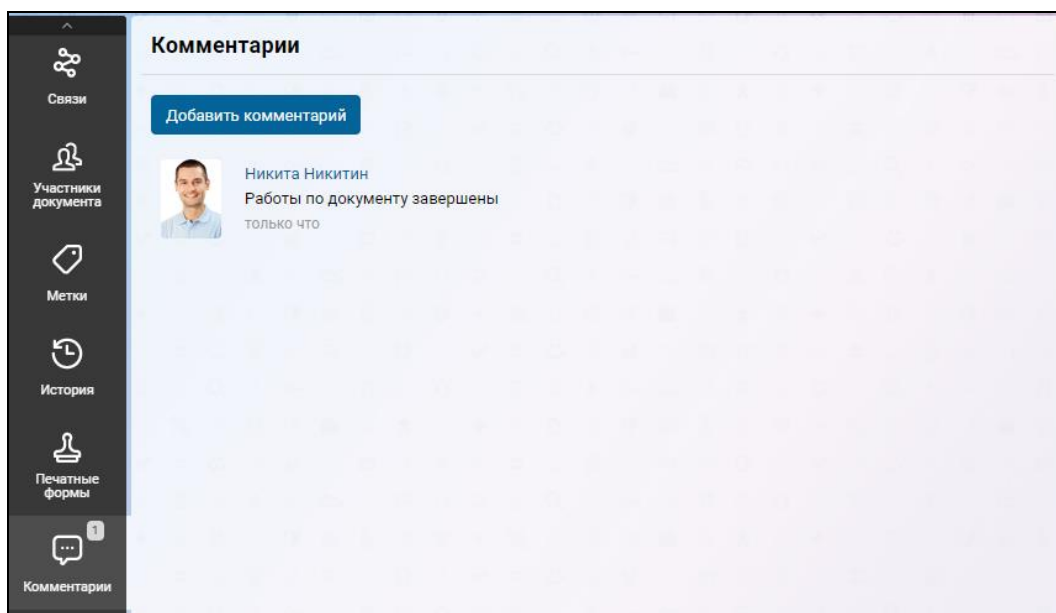 Связи
Участники
документа
Метки
История
Печатные
формы
1
Комментарии
Комментарии
Добавить комментарий
Никита Никитин
Работы по документу завершены
только что